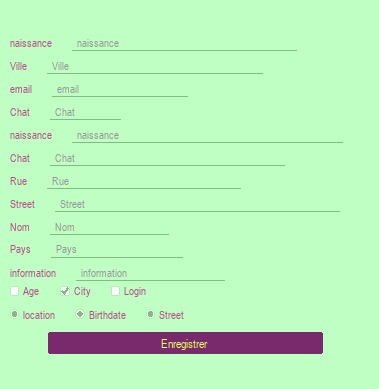 naissance naissance
Ville Ville
email email
Chat Chat
naissance naissance
Chat Chat
Rue Rue
Street Street
Nom Nom
Pays Pays
information information
Age City Login
location Birthdate Street
Enregistrer